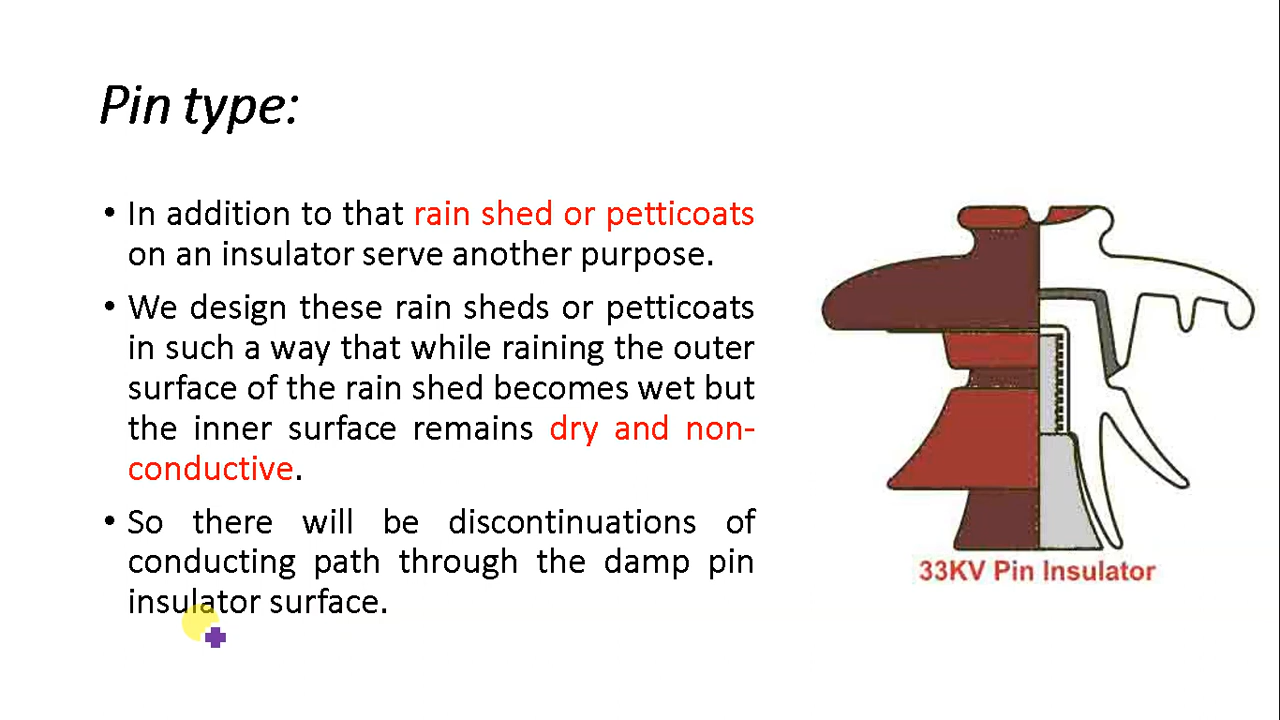 Pin type:
• In addition to that rain shed or petticoats
on an insulator serve another purpose.
• We design these rain sheds or petticoats
in such a way that while raining the outer
surface of the rain shed becomes wet but
the inner surface remains dry and non-
conductive.
• So there will be discontinuations of
conducting path through the damp pin
insulator surface.
33KV Pin Insulator